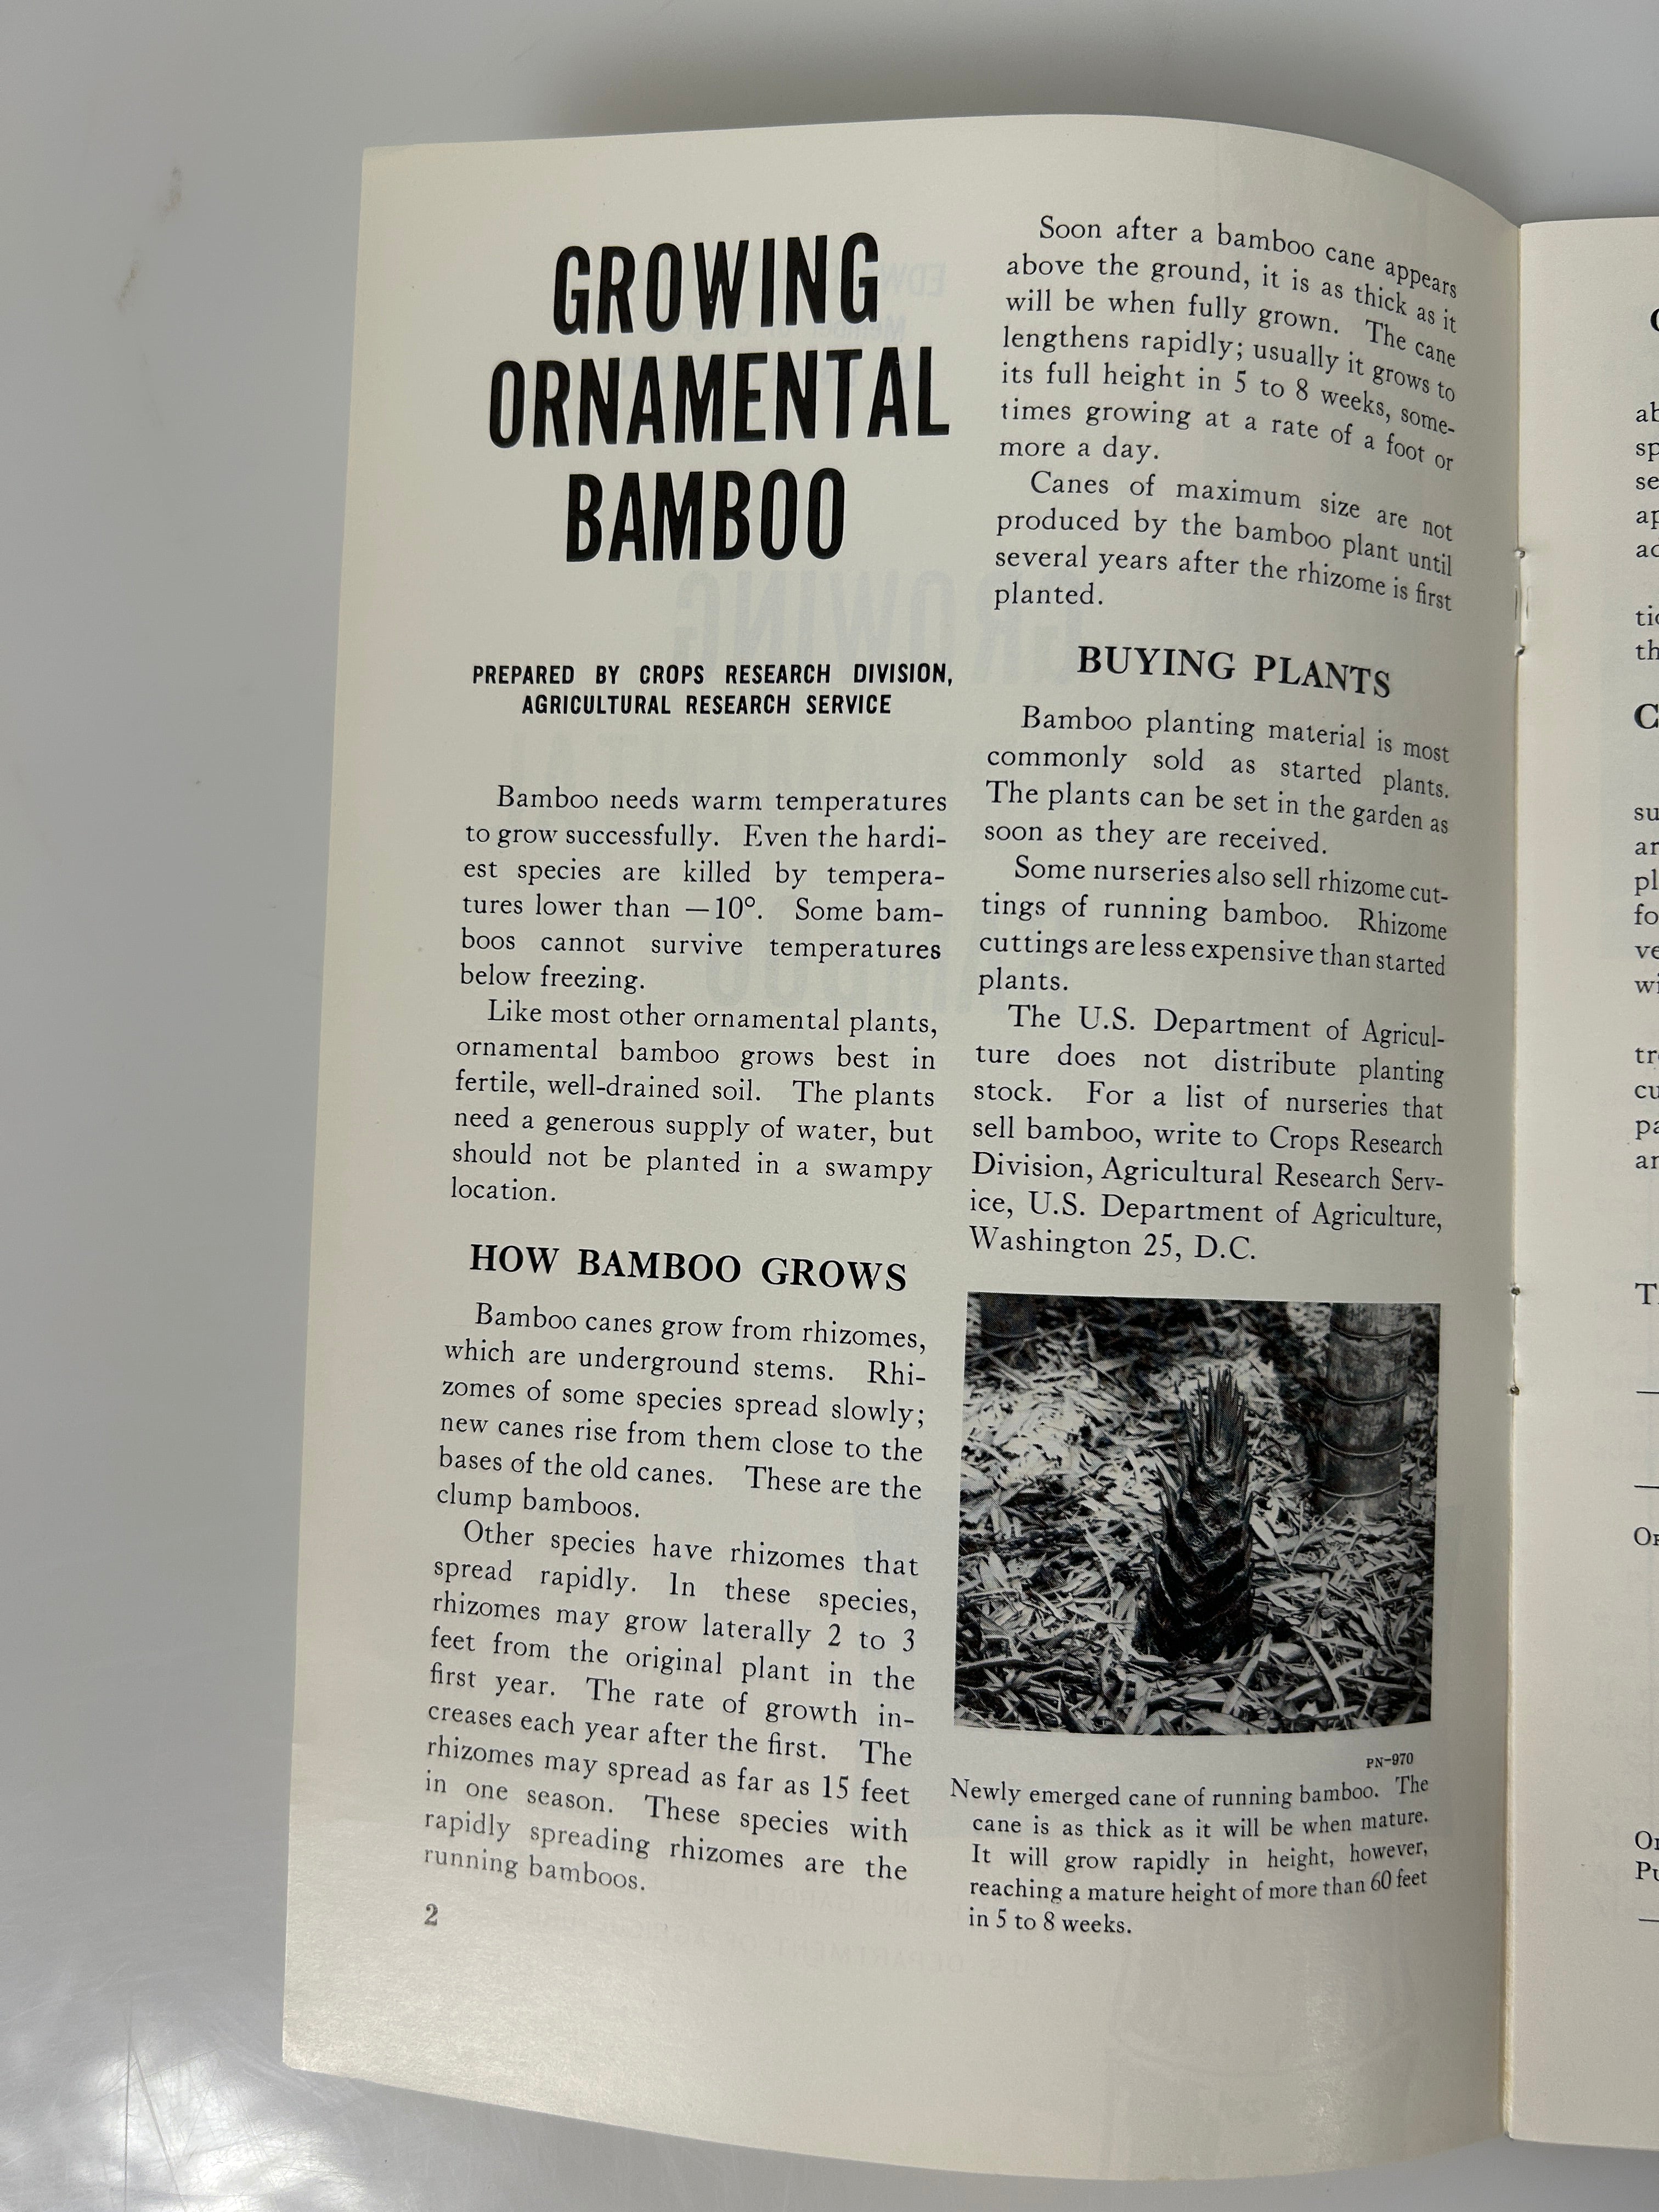 GROWING
ORNAMENTAL
BAMBOO
PREPARED BY CROPS RESEARCH DIVISION,
AGRICULTURAL RESEARCH SERVICE
Bamboo needs warm temperatures
to grow successfully. Even the hardi-
est species are killed by tempera-
tures lower than —10°. Some bam-
boos cannot survive temperatures
below freezing.
Like most other ornamental plants,
ornamental bamboo grows best in
fertile, well-drained soil. The plants
need a generous supply of water, but
should not be planted in a swampy
location.
HOW BAMBOO GROWS
Bamboo canes grow from rhizomes,
which are underground stems. Rhi-
zomes of some species spread slowly;
new canes rise from them close to the
bases of the old canes. These are the
clump bamboos.
Other species have rhizomes that
spread rapidly. In these species,
rhizomes may grow laterally 2 to 3
feet from the original plant in the
first year. The rate of growth in-
creases each year after the first. The
rhizomes may spread as far as 15 feet
in one season. These species with
rapidly spreading rhizomes are the
running bamboos.
2
Soon after a bamboo cane appears
above the ground, it is as thick as it
will be when fully grown. The cane
lengthens rapidly; usually it grows to
its full height in 5 to 8 weeks, some-
times growing at a rate of a foot or
more a day.
Canes of maximum size are not
produced by the bamboo plant until
several years after the rhizome is first
planted.
BUYING PLANTS
Bamboo planting material is most
commonly sold as started plants.
The plants can be set in the garden as
soon as they are received.
Some nurseries also sell rhizome cut-
tings of running bamboo. Rhizome
cuttings are less expensive than started
plants.
The U.S. Department of Agricul-
ture does not distribute planting
stock. For a list of nurseries that
sell bamboo, write to Crops Research
Division, Agricultural Research Serv-
ice, U.S. Department of Agriculture,
Washington 25, D.C.
PN-970
Newly emerged cane of running bamboo. The
cane is as thick as it will be when mature.
It will grow rapidly in height, however,
reaching a mature height of more than 60 feet
in 5 to 8 weeks.